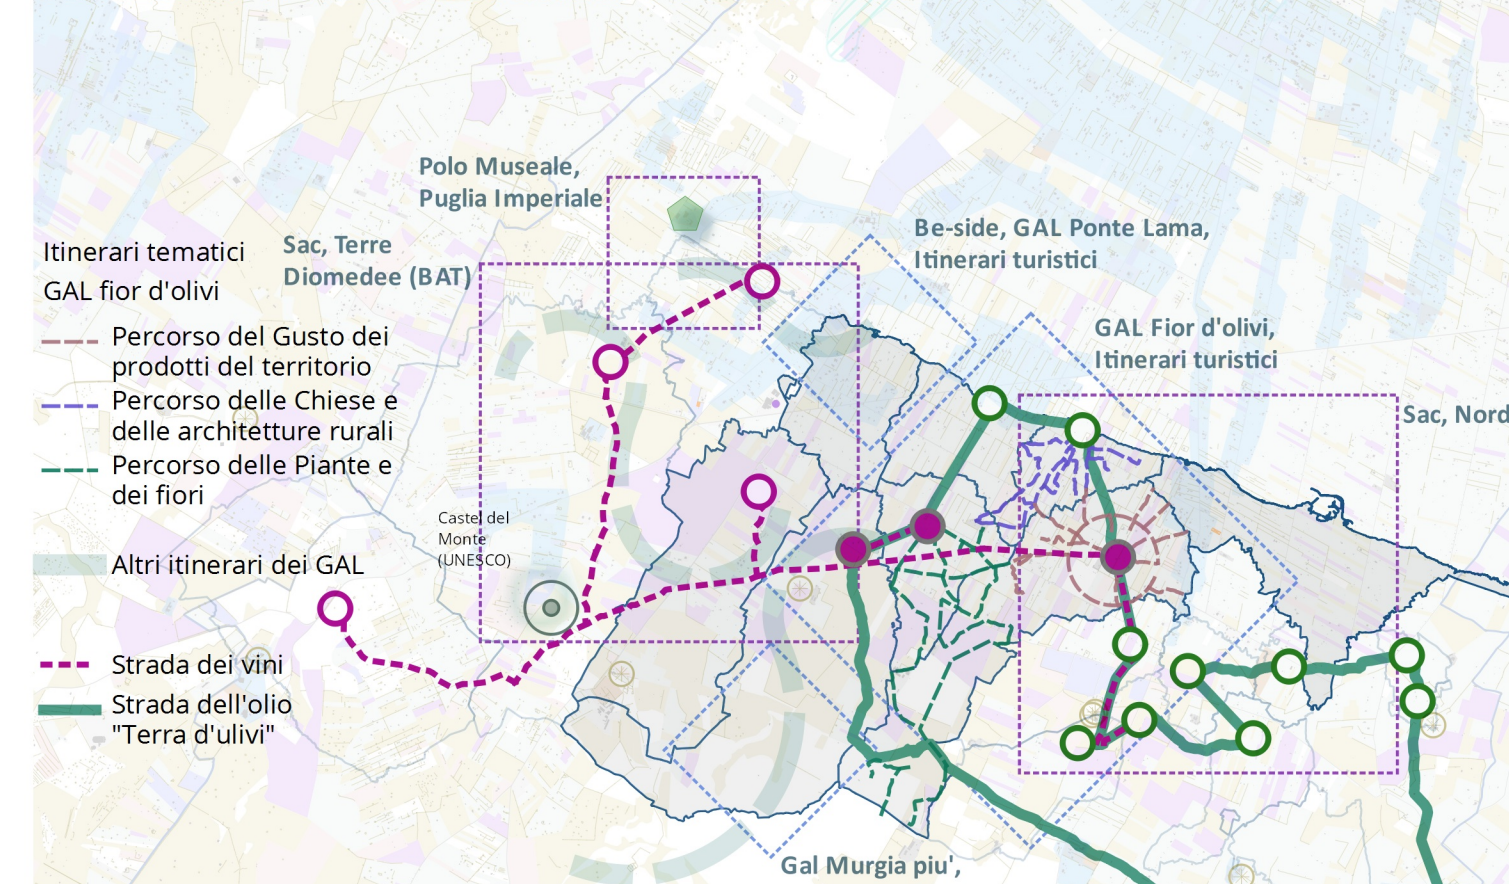 Polo Museale,
Puglia Imperiale
Sac, Terre
Diomedee (BAT)
Be-side, GAL Ponte Lama,
Itinerari turistici
GAL Fior d'olivi,
Itinerari turistici
Sac, Nord
Itinerari tematici
GAL fior d'olivi
Percorso del Gusto dei
prodotti del territorio
Percorso delle Chiese e
delle architetture rurali
Percorso delle Piante e
dei fiori
Altri itinerari dei GAL
Strada dei vini
Strada dell'olio
"Terra d'ulivi"
Castel del
Monte
(UNESCO)
Gal Murgia piu',